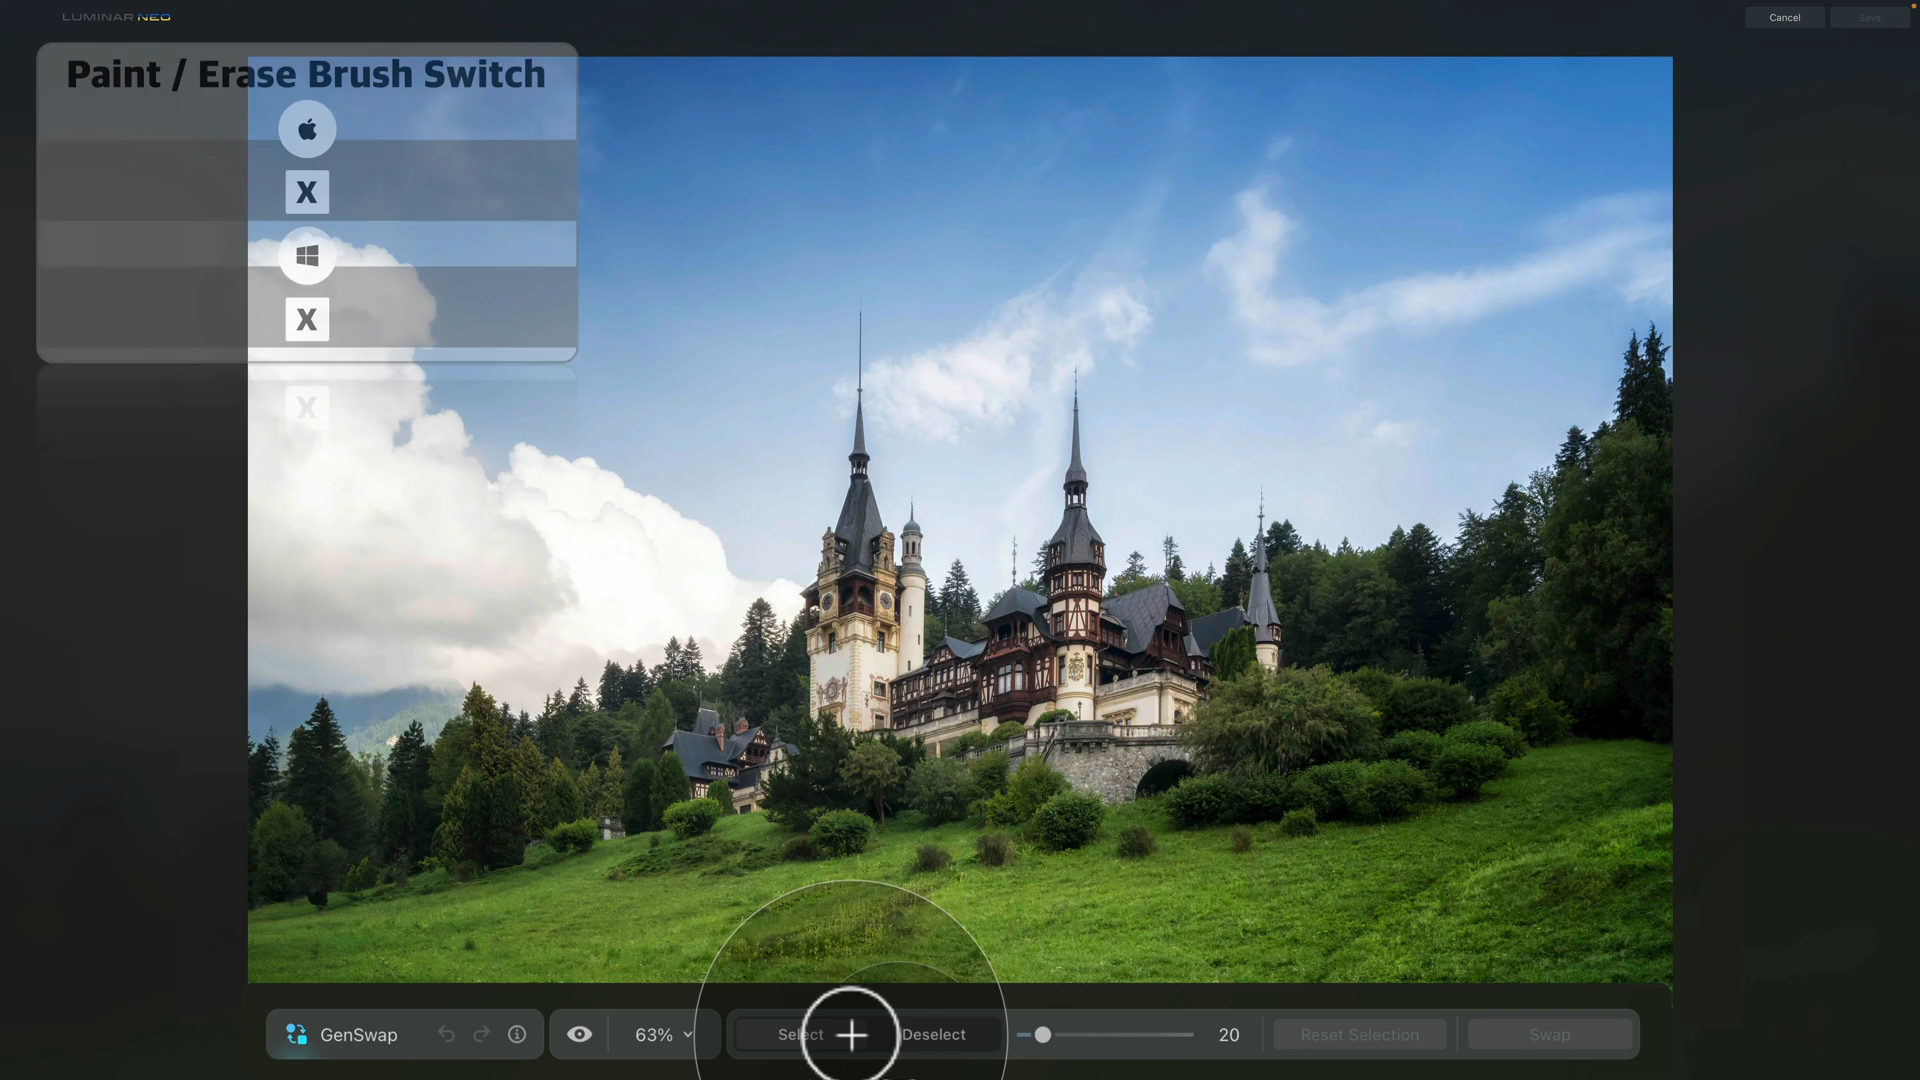 LUMINAR NEO
Cancel
Save
Paint / Erase Brush Switch
X
X
X
GenSwap
63%
Select
Deselect
20
Reset Selection
Swap